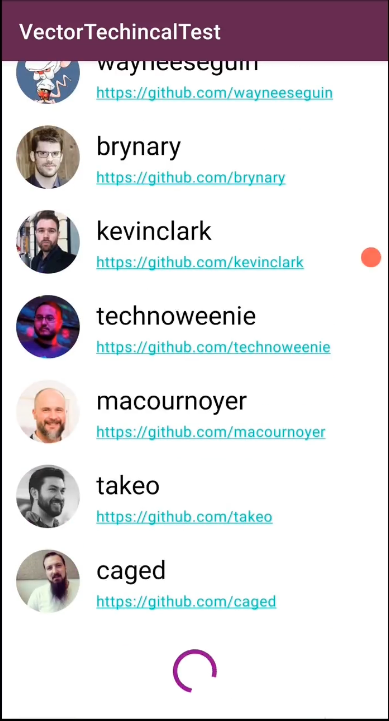 VectorTechincalTest
wayneeseguin
https://github.com/wayneeseguin
brynary
https://github.com/brynary
kevinclark
https://github.com/kevinclark
technoweenie
https://github.com/technoweenie
macournoyer
https://github.com/macournoyer
takeo
https://github.com/takeo
caged
https://github.com/caged